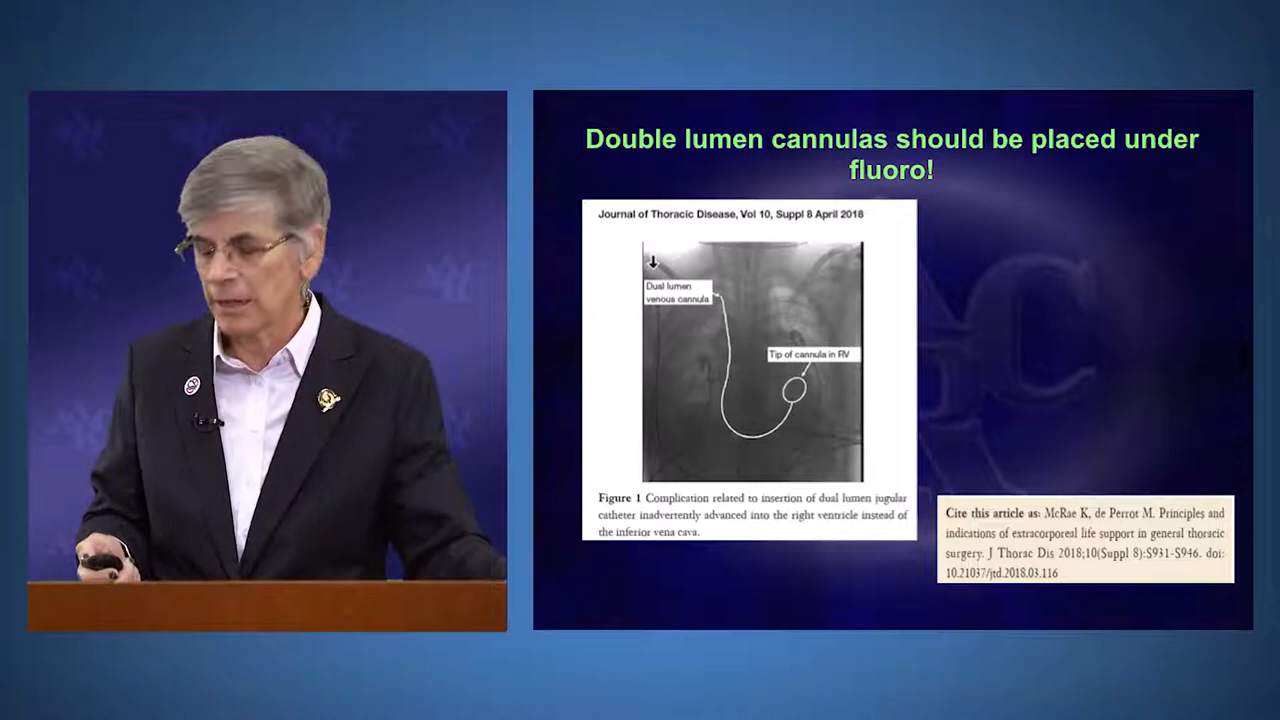 Double lumen cannulas should be placed under
fluoro!
Journal of Thoracic Disease, Vol 10, Suppl 8 April 2018
Dual lumen
venous cannula
Tip of cannula in RV
Figure 1 Complication related to insertion of dual lumen jugular
catheter inadvertently advanced into the right ventricle instead of
the inferior vena cava.
Cite this article as: McRae K, de Perrot M. Principles and
indications of extracorporeal life support in general thoracic
surgery. J Thorac Dis 2018;10(Suppl 8):S931-S946. doi:
10.21037/jtd.2018.03.116